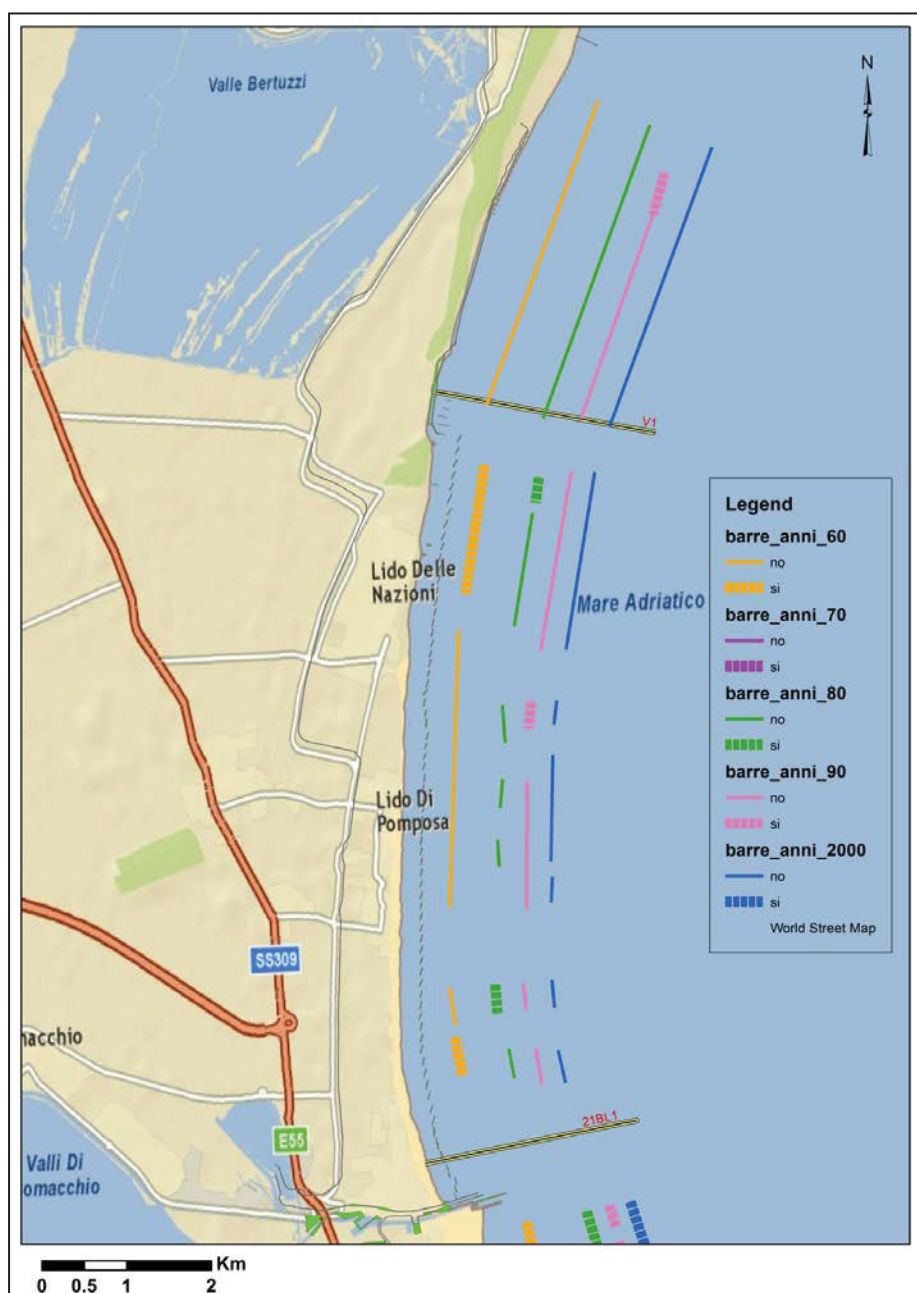 Valle Bertuzzi
N
V1
Lido Delle
Nazioni
Mare Adriatico
Lido Di
Pomposa
SS309
nacchio
E55
Valli Di
omacchio
21BL1
Legend
barre_anni_60
no
si
barre_anni_70
no
si
barre_anni_80
no
si
barre_anni_90
no
si
barre_anni_2000
no
si
World Street Map
Km
0 0.5 1 2